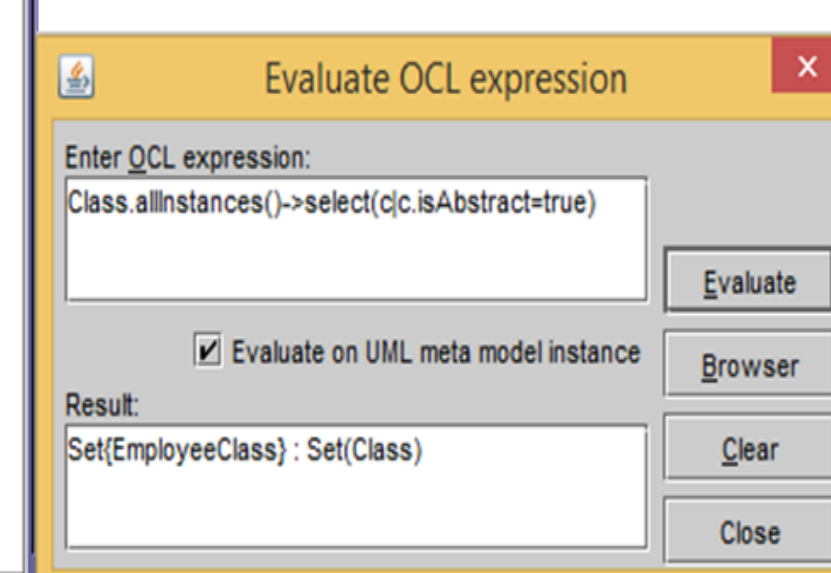 Evaluate OCL expression
x
Enter OCL expression:
Class.allInstances()->select(c|c.isAbstract=true)
Evaluate
Evaluate on UML meta model instance
Browser
Result:
Set{EmployeeClass} : Set(Class)
Clear
Close